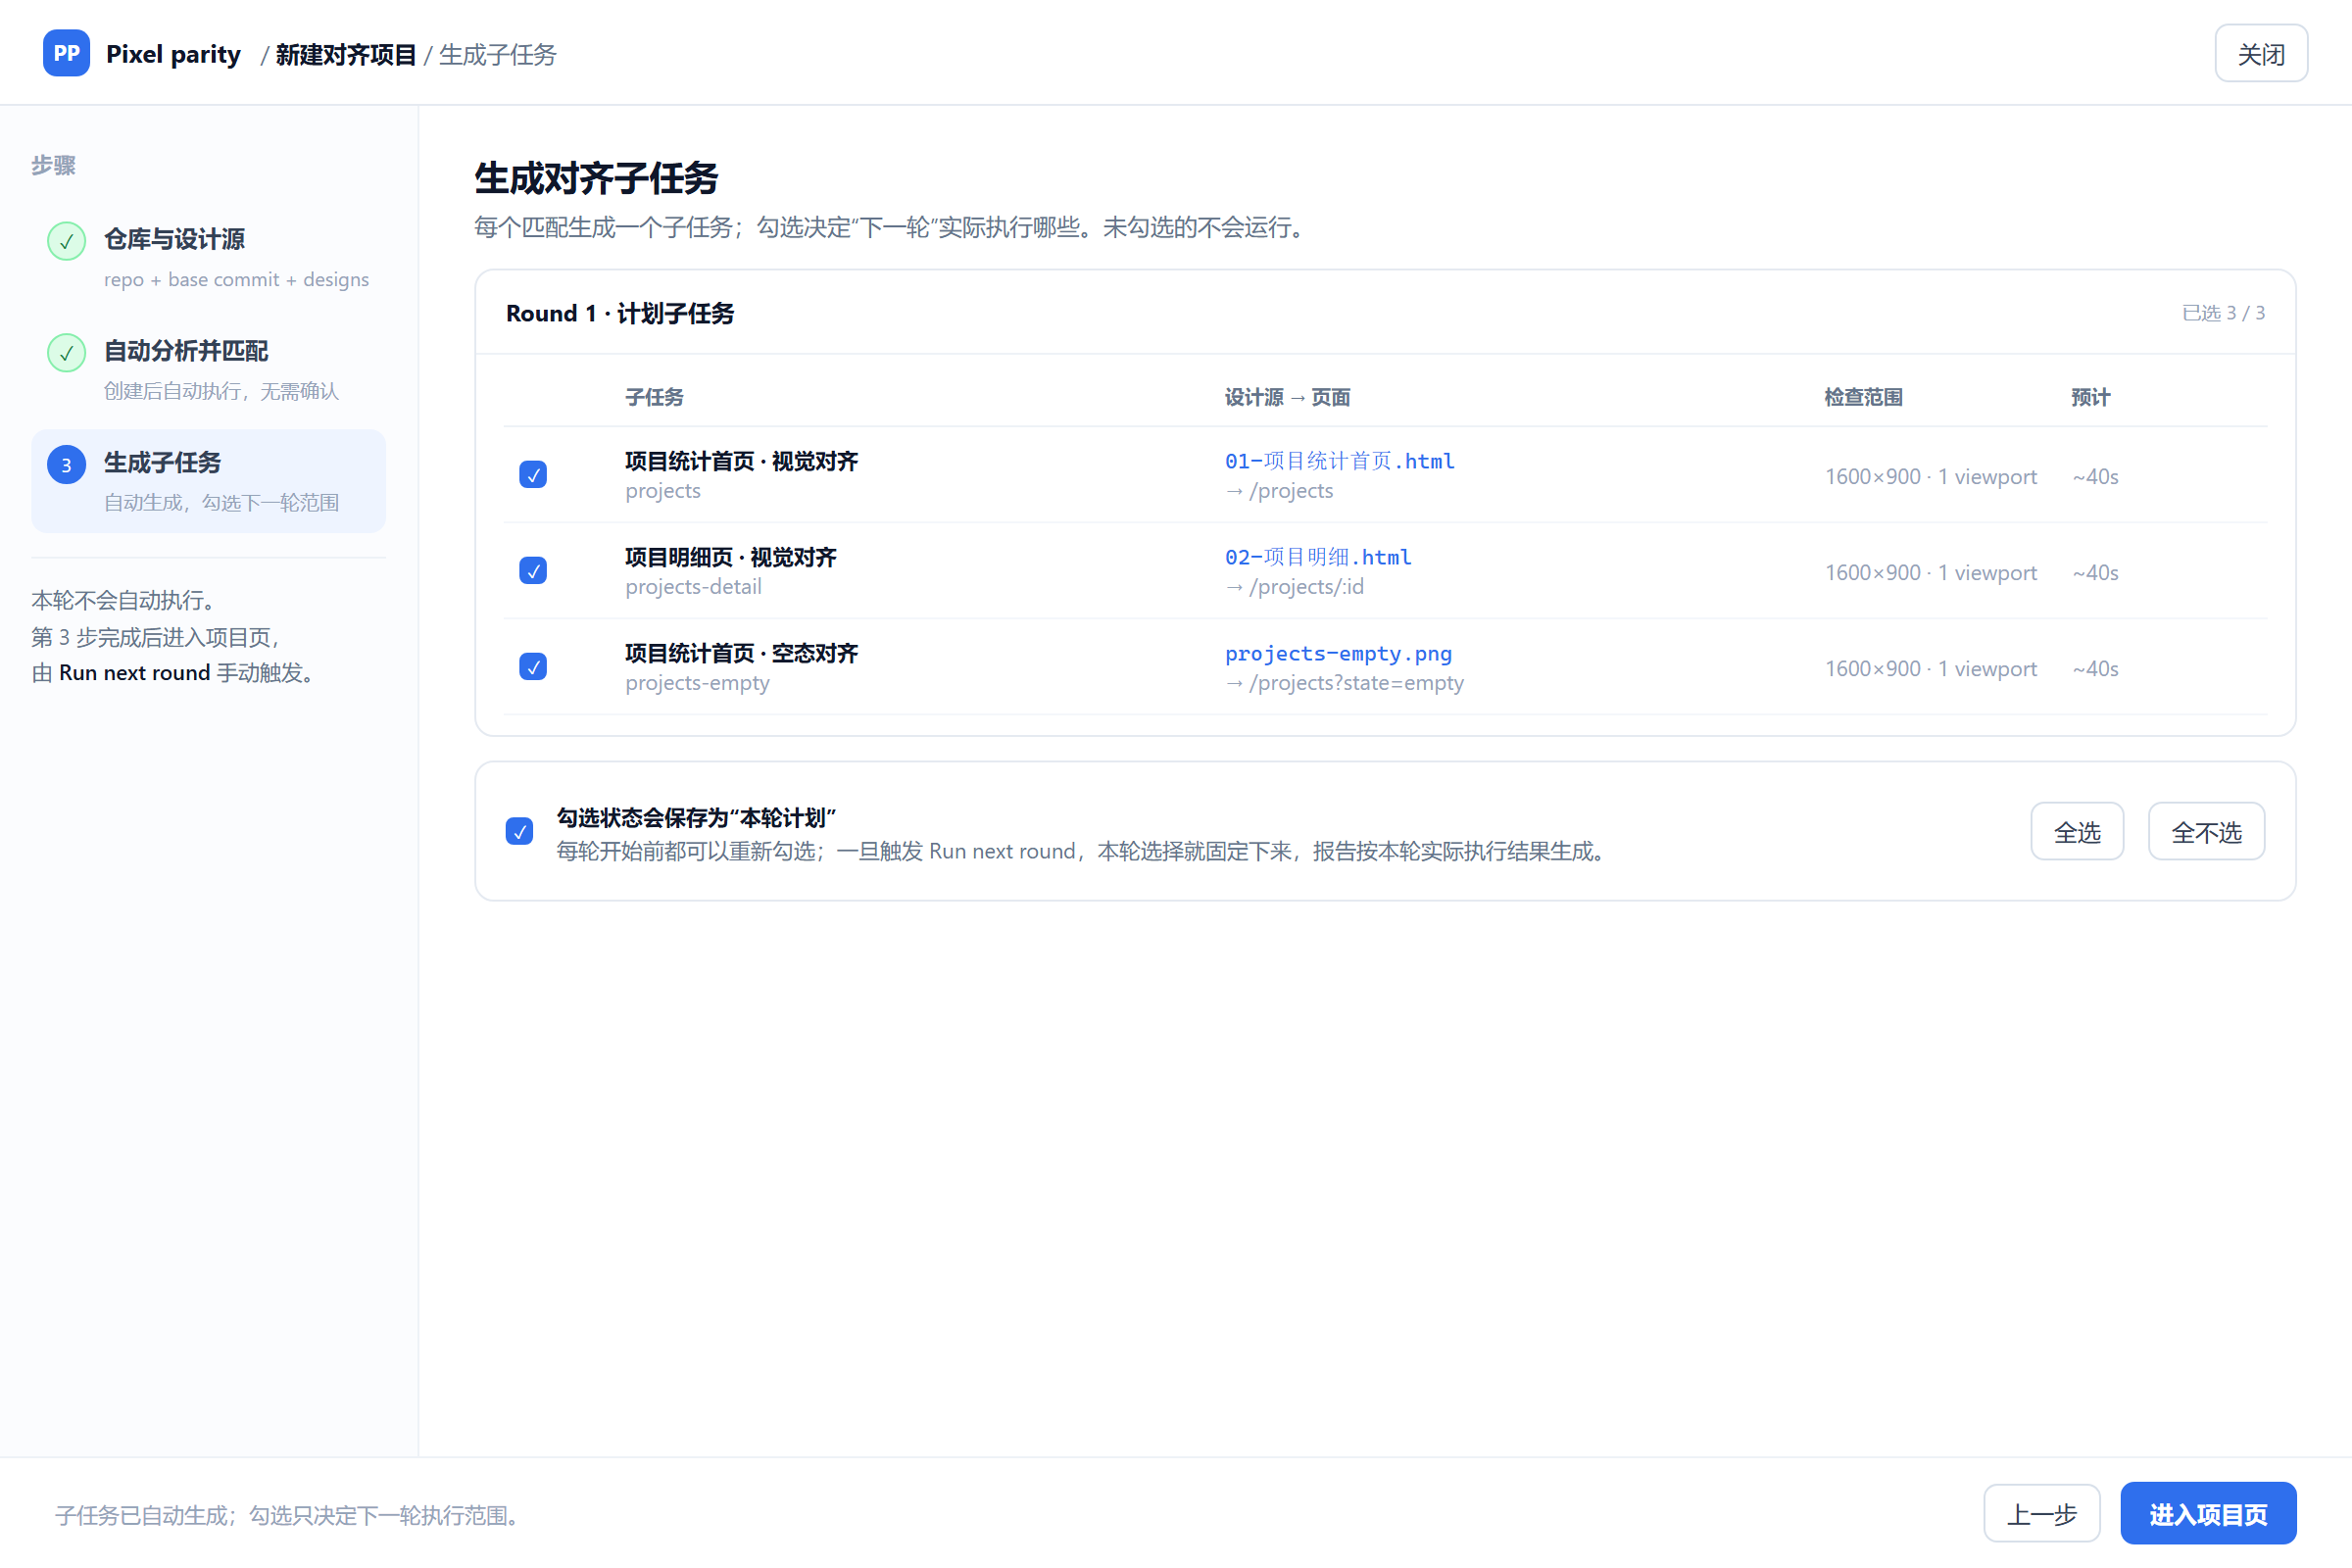 PP Pixel parity / 新建对齐项目 / 生成子任务
关闭
步骤
✓ 仓库与设计源
repo + base commit + designs
✓ 自动分析并匹配
创建后自动执行，无需确认
3 生成子任务
自动生成，勾选下一轮范围
本轮不会自动执行。
第 3 步完成后进入项目页，
由 Run next round 手动触发。
生成对齐子任务
每个匹配生成一个子任务；勾选决定“下一轮”实际执行哪些。未勾选的不会运行。
Round 1 · 计划子任务
已选 3 / 3
子任务 设计源 → 页面 检查范围 预计
项目统计首页 · 视觉对齐
projects
01-项目统计首页.html
→ /projects
1600×900 · 1 viewport
~40s
项目明细页 · 视觉对齐
projects-detail
02-项目明细.html
→ /projects/:id
1600×900 · 1 viewport
~40s
项目统计首页 · 空态对齐
projects-empty
projects-empty.png
→ /projects?state=empty
1600×900 · 1 viewport
~40s
勾选状态会保存为“本轮计划”
每轮开始前都可以重新勾选；一旦触发 Run next round，本轮选择就固定下来，报告按本轮实际执行结果生成。
全选
全不选
子任务已自动生成；勾选只决定下一轮执行范围。
上一步
进入项目页